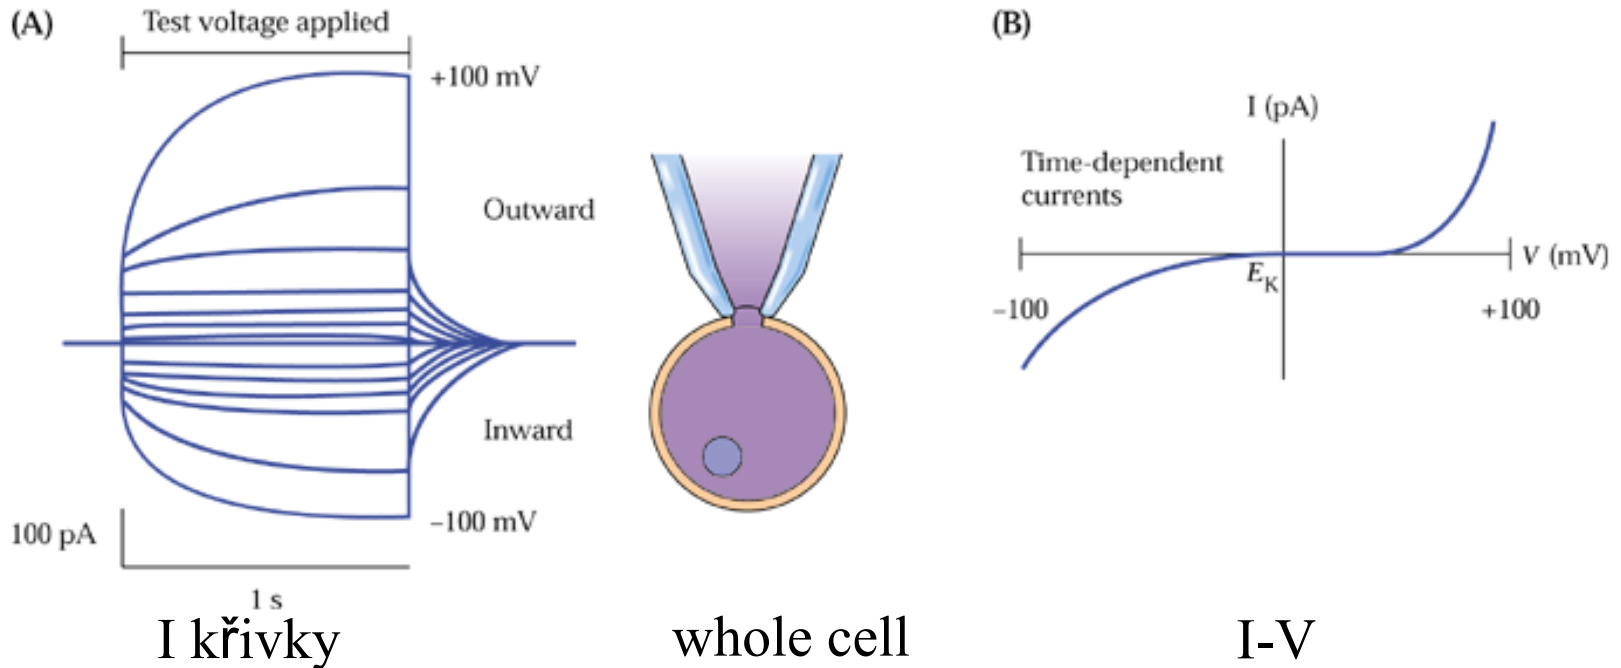 (A)
Test voltage applied
+100 mV
Outward
Inward
−100 mV
100 pA
1 s
I křivky
whole cell
(B)
I (pA)
Time-dependent
currents
V (mV)
E_K
−100
+100
I-V